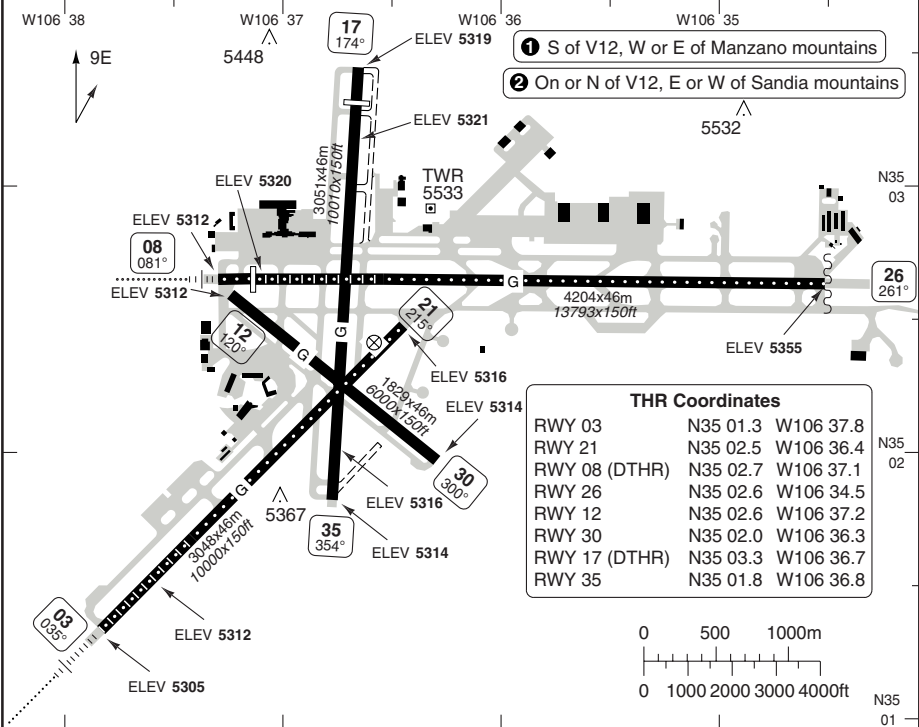 W106 38
W106 37
W106 36
W106 35
9E
5448
17
174°
ELEV 5319
❶ S of V12, W or E of Manzano mountains
❷ On or N of V12, E or W of Sandia mountains
5532
ELEV 5321
3051x46m
10010x150ft
TWR
5533
N35
03
ELEV 5320
ELEV 5312
08
081°
ELEV 5312
G
26
261°
4204x46m
13793x150ft
12
120°
G
G
21
215°
ELEV 5355
ELEV 5316
1829x46m
6000x150ft
ELEV 5314
THR Coordinates
RWY 03 N35 01.3 W106 37.8
RWY 21 N35 02.5 W106 36.4
RWY 08 (DTHR) N35 02.7 W106 37.1
RWY 26 N35 02.6 W106 34.5
RWY 12 N35 02.6 W106 37.2
RWY 30 N35 02.0 W106 36.3
RWY 17 (DTHR) N35 03.3 W106 36.7
RWY 35 N35 01.8 W106 36.8
N35
02
30
300°
G
5367
ELEV 5316
35
354°
ELEV 5314
3048x46m
10000x150ft
03
035°
ELEV 5312
ELEV 5305
0 500 1000m
0 1000 2000 3000 4000ft
N35
01